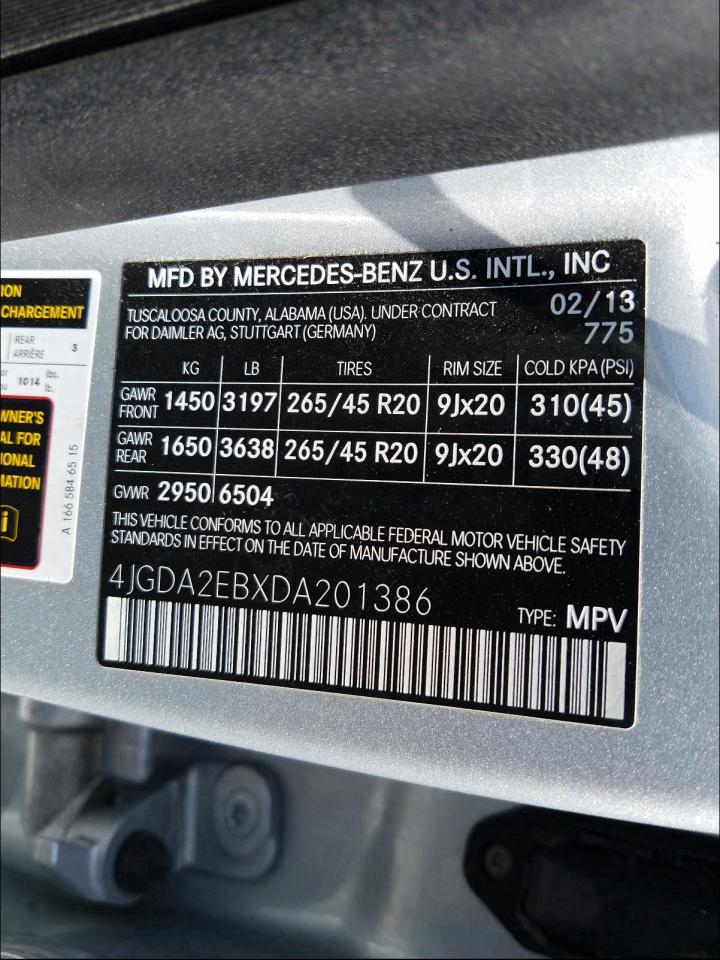 MFD BY MERCEDES-BENZ U.S. INTL., INC
TUSCALOOSA COUNTY, ALABAMA (USA). UNDER CONTRACT
FOR DAIMLER AG, STUTTGART (GERMANY)
02/13
775
KG LB TIRES RIM SIZE COLD KPA (PSI)
GAWR FRONT 1450 3197 265/45 R20 9Jx20 310(45)
GAWR REAR 1650 3638 265/45 R20 9Jx20 330(48)
GVWR 2950 6504
THIS VEHICLE CONFORMS TO ALL APPLICABLE FEDERAL MOTOR VEHICLE SAFETY
STANDARDS IN EFFECT ON THE DATE OF MANUFACTURE SHOWN ABOVE.
4JGDA2EBXDA201386
TYPE: MPV
ION
CHARGEMENT
REAR
ARRIÈRE 3
or 1014 lbs.
ou lb.
WNER'S
AL FOR
IONAL
MATION
i
A 166 584 65 15